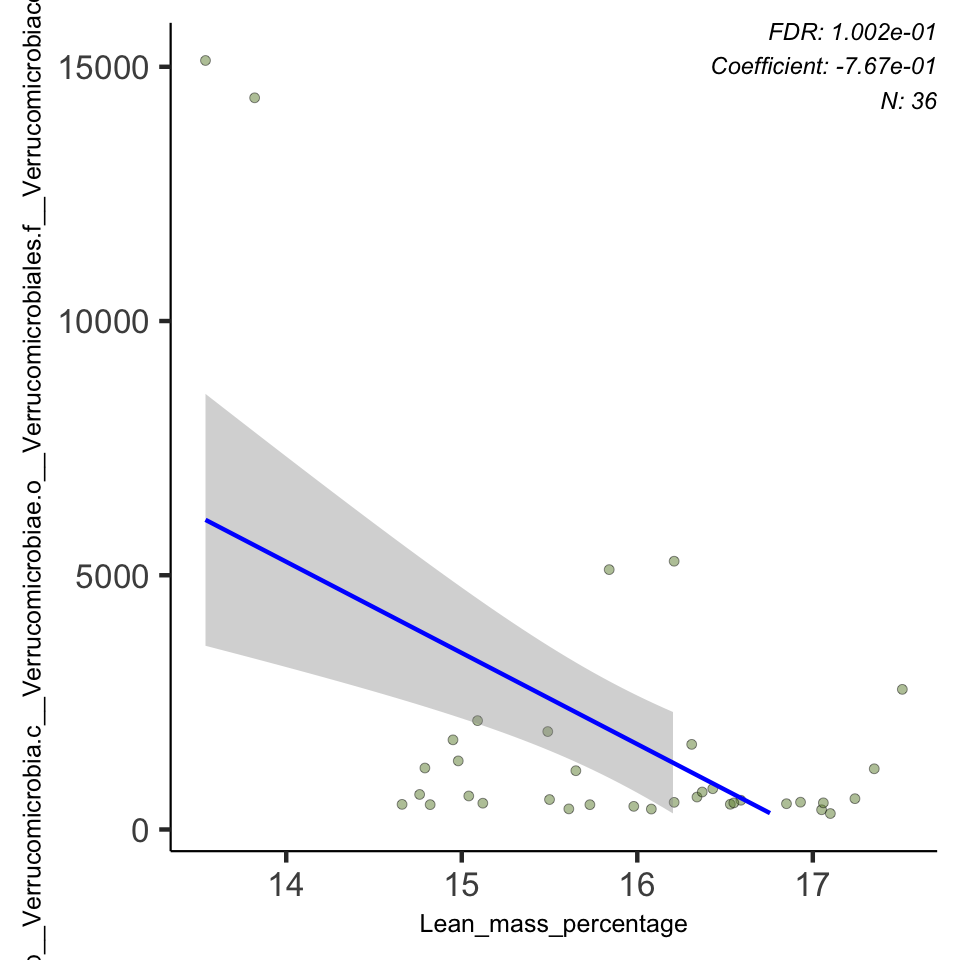 FDR: 1.002e-01
Coefficient: -7.67e-01
N: 36
15000
10000
5000
0
14
15
16
17
Lean_mass_percentage
__Verrucomicrobia.c__Verrucomicrobiae.o__Verrucomicrobiales.f__Verrucomicrobiac